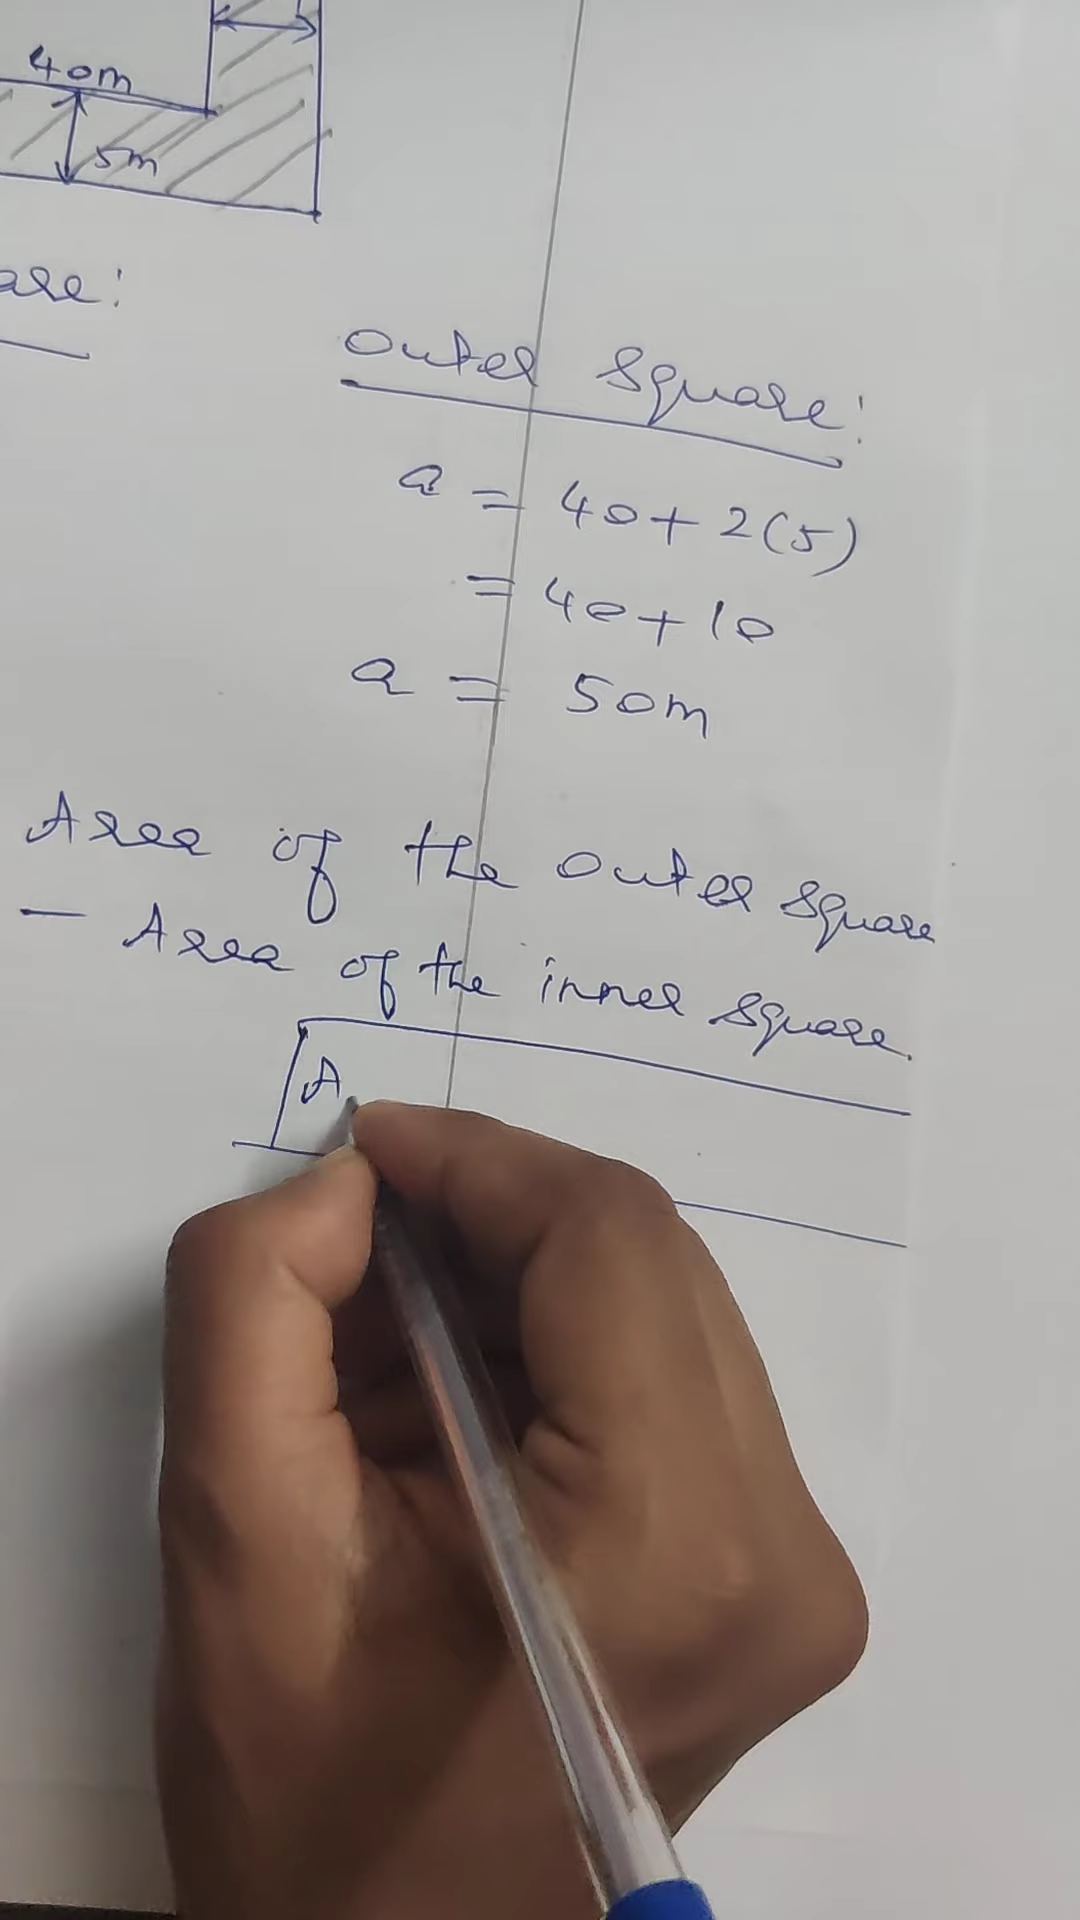 40m
5m
are:
Outer Square:
a = 40 + 2(5)
= 40 + 10
a = 50m
Area of the outer square
- Area of the inner square.
A